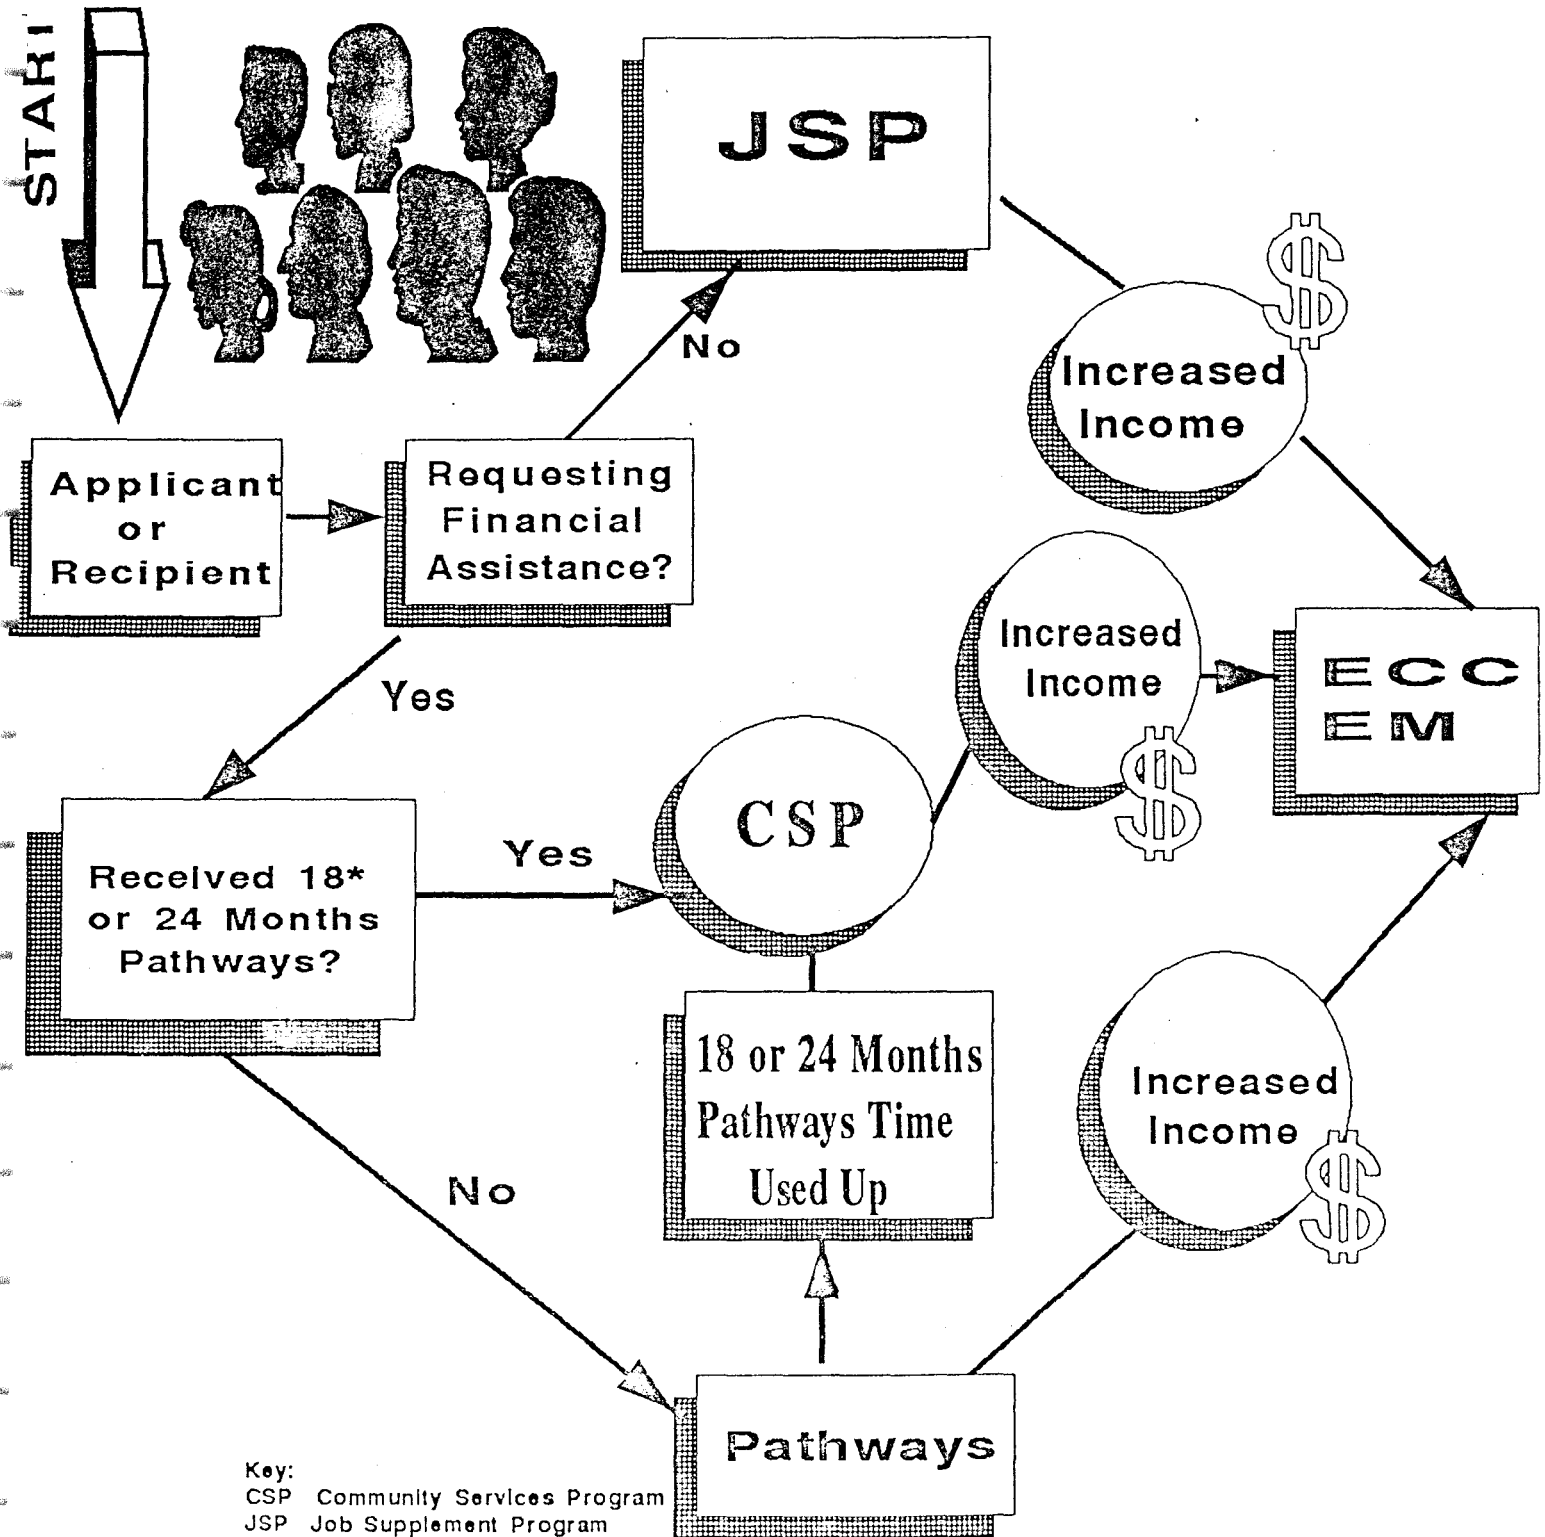 START
JSP
No
$
Increased
Income
Applicant
or
Recipient
Requesting
Financial
Assistance?
Yes
Increased
Income
$
ECC
EM
CSP
Yes
Received 18*
or 24 Months
Pathways?
18 or 24 Months
Pathways Time
Used Up
Increased
Income
$
No
Pathways
Key:
CSP Community Services Program
JSP Job Supplement Program